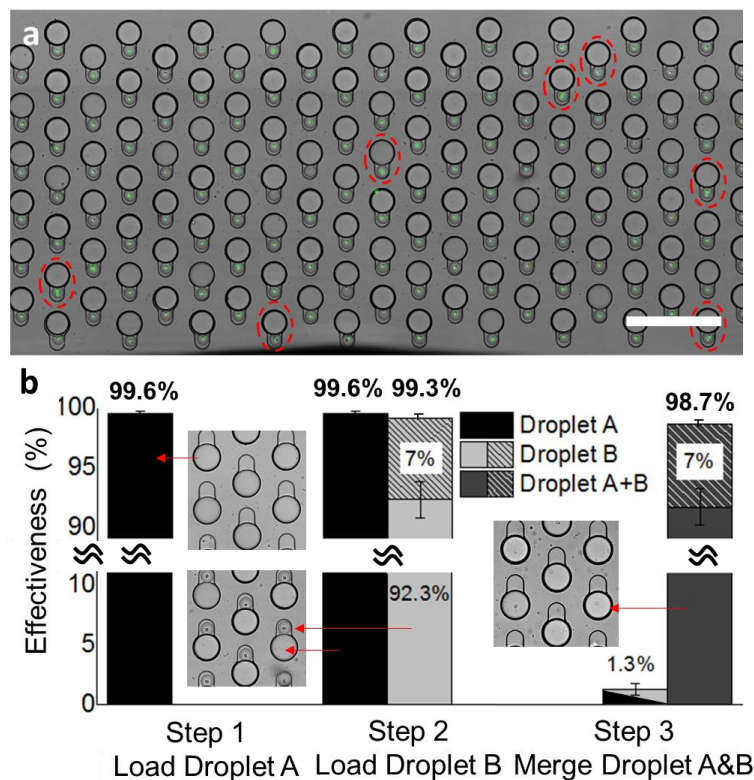 a
b
99.6%
99.6% 99.3%
98.7%
100
95
90
10
5
0
Effectiveness (%)
7%
Droplet A
Droplet B
Droplet A+B
7%
92.3%
1.3%
Step 1
Load Droplet A
Step 2
Load Droplet B
Step 3
Merge Droplet A&B